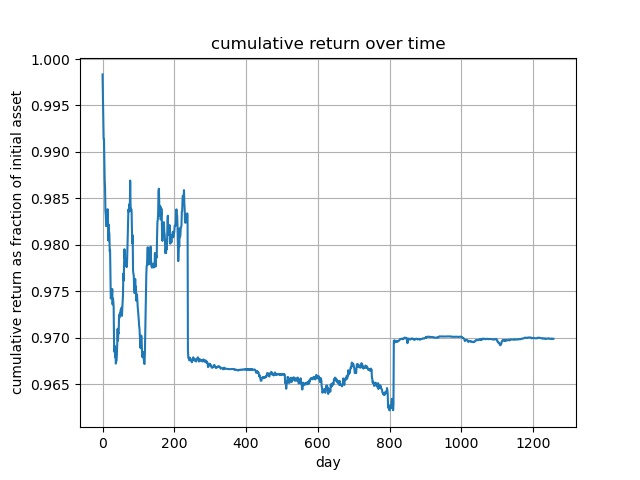 cumulative return over time
1.000
0.995
0.990
0.985
0.980
0.975
0.970
0.965
cumulative return as fraction of initial asset
0 200 400 600 800 1000 1200
day